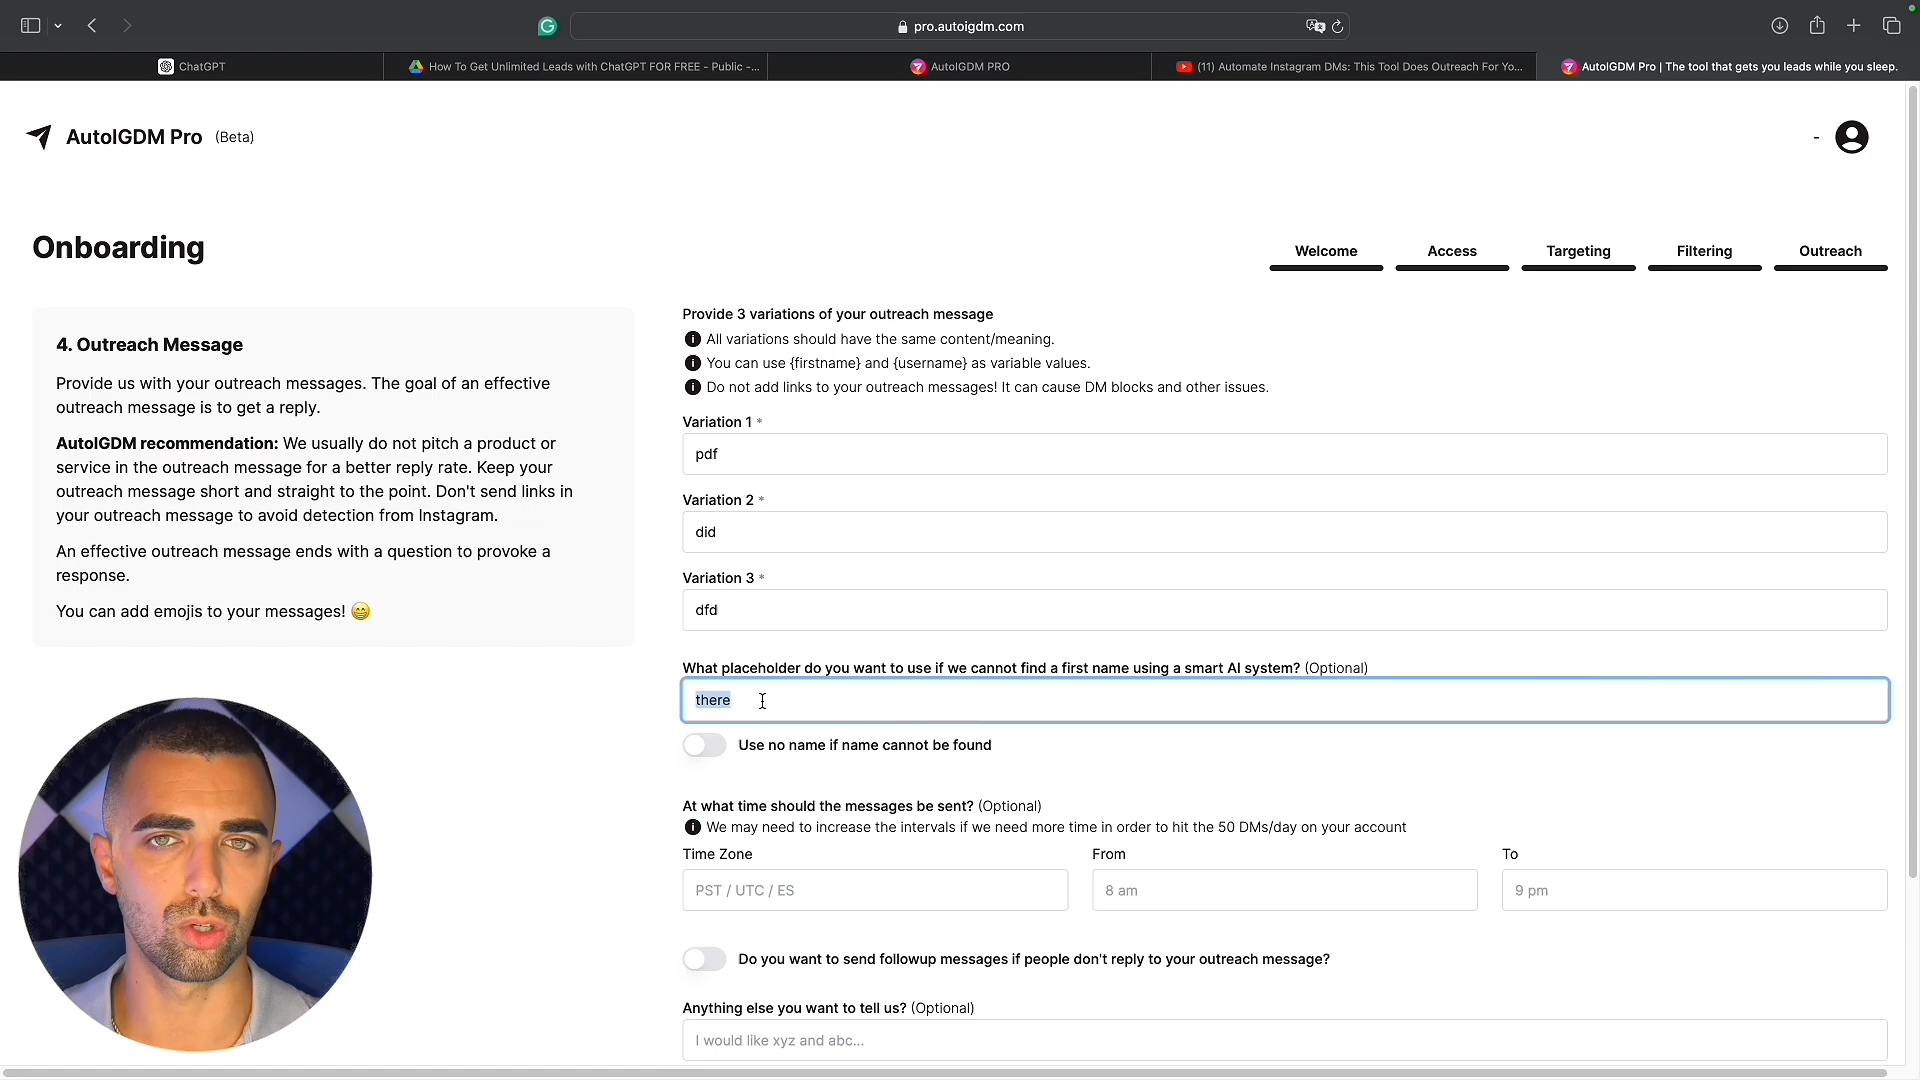 pro.autoigdm.com
ChatGPT
How To Get Unlimited Leads with ChatGPT FOR FREE - Public -...
AutoIGDM PRO
(11) Automate Instagram DMs: This Tool Does Outreach For Yo...
AutoIGDM Pro | The tool that gets you leads while you sleep.
AutoIGDM Pro (Beta)
-
Onboarding
Welcome
Access
Targeting
Filtering
Outreach
4. Outreach Message
Provide us with your outreach messages. The goal of an effective
outreach message is to get a reply.
AutoIGDM recommendation: We usually do not pitch a product or
service in the outreach message for a better reply rate. Keep your
outreach message short and straight to the point. Don't send links in
your outreach message to avoid detection from Instagram.
An effective outreach message ends with a question to provoke a
response.
You can add emojis to your messages! 😁
Provide 3 variations of your outreach message
All variations should have the same content/meaning.
You can use {firstname} and {username} as variable values.
Do not add links to your outreach messages! It can cause DM blocks and other issues.
Variation 1 *
pdf
Variation 2 *
did
Variation 3 *
dfd
What placeholder do you want to use if we cannot find a first name using a smart AI system? (Optional)
there
Use no name if name cannot be found
At what time should the messages be sent? (Optional)
We may need to increase the intervals if we need more time in order to hit the 50 DMs/day on your account
Time Zone
From
To
PST / UTC / ES
8 am
9 pm
Do you want to send followup messages if people don't reply to your outreach message?
Anything else you want to tell us? (Optional)
I would like xyz and abc...